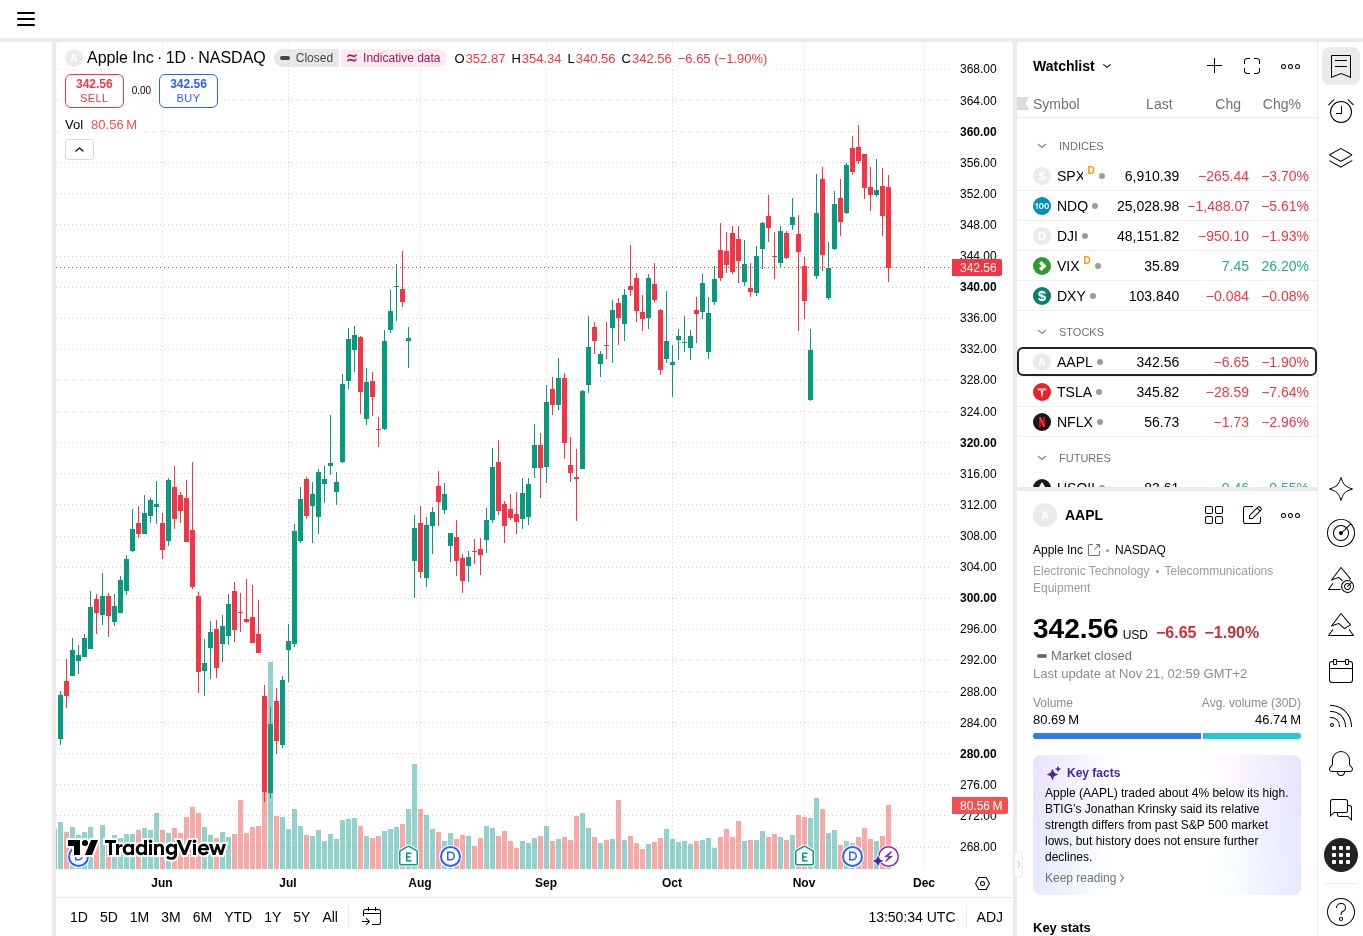 Apple Inc · 1D · NASDAQ Closed Indicative data O352.87 H354.34 L340.56 C342.56 −6.65 (−1.90%)
342.56 SELL 0.00 342.56 BUY
Vol 80.56 M
368.00
364.00
360.00
356.00
352.00
348.00
344.00
342.56
340.00
336.00
332.00
328.00
324.00
320.00
316.00
312.00
308.00
304.00
300.00
296.00
292.00
288.00
284.00
280.00
276.00
80.56 M
272.00
268.00
TradingView
D E D E D
Jun Jul Aug Sep Oct Nov Dec
1D 5D 1M 3M 6M YTD 1Y 5Y All 13:50:34 UTC ADJ
Watchlist
Symbol Last Chg Chg%
INDICES
S SPX D 6,910.39 −265.44 −3.70%
100 NDQ 25,028.98 −1,488.07 −5.61%
D DJI 48,151.82 −950.10 −1.93%
VIX D 35.89 7.45 26.20%
$ DXY 103.840 −0.084 −0.08%
STOCKS
A AAPL 342.56 −6.65 −1.90%
T TSLA 345.82 −28.59 −7.64%
N NFLX 56.73 −1.73 −2.96%
FUTURES
A AAPL
Apple Inc • NASDAQ
Electronic Technology • Telecommunications
Equipment
342.56 USD −6.65 −1.90%
Market closed
Last update at Nov 21, 02:59 GMT+2
Volume Avg. volume (30D)
80.69 M 46.74 M
Key facts
Apple (AAPL) traded about 4% below its high.
BTIG's Jonathan Krinsky said its relative
strength differs from past S&P 500 market
lows, but history does not ensure further
declines.
Keep reading
Key stats